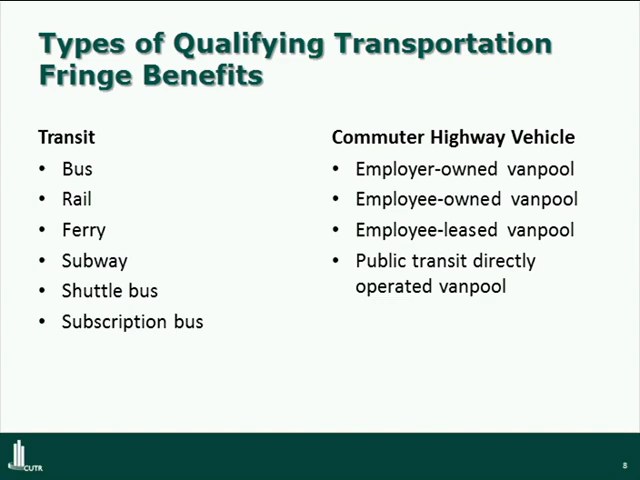 Types of Qualifying Transportation
Fringe Benefits
Transit
• Bus
• Rail
• Ferry
• Subway
• Shuttle bus
• Subscription bus
Commuter Highway Vehicle
• Employer-owned vanpool
• Employee-owned vanpool
• Employee-leased vanpool
• Public transit directly
operated vanpool
CUTR
8